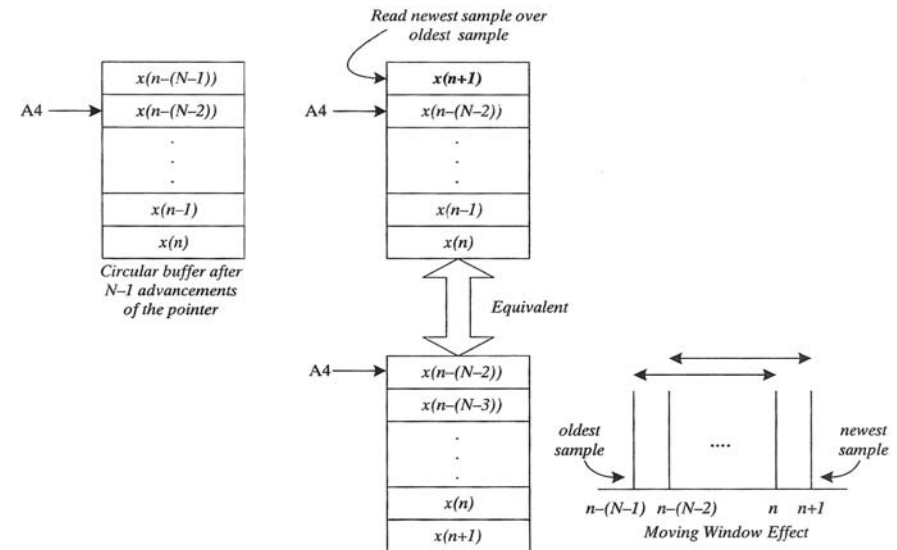 Read newest sample over
oldest sample
x(n–(N–1))
A4
x(n–(N–2))
.
.
.
x(n–1)
x(n)
Circular buffer after
N–1 advancements
of the pointer
x(n+1)
A4
x(n–(N–2))
.
.
.
x(n–1)
x(n)
Equivalent
A4
x(n–(N–2))
x(n–(N–3))
.
.
.
x(n)
x(n+1)
oldest
sample
....
newest
sample
n–(N–1) n–(N–2) n n+1
Moving Window Effect